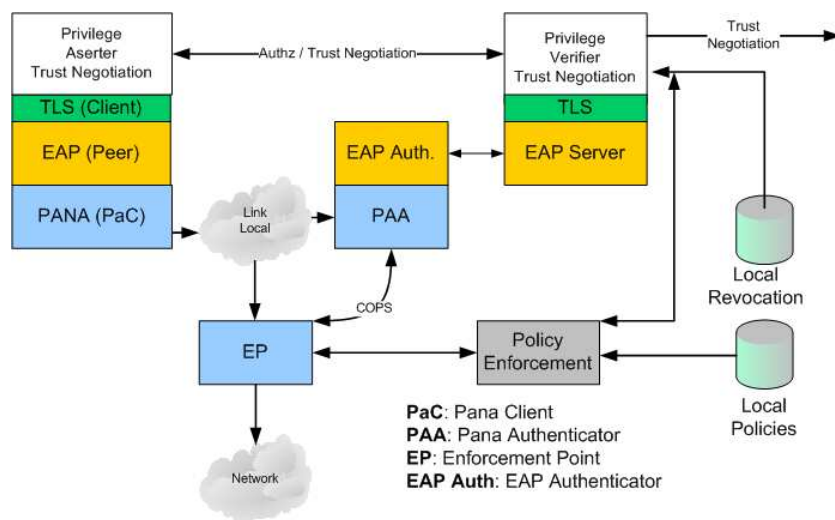 Privilege
Aserter
Trust Negotiation
Authz / Trust Negotiation
Privilege
Verifier
Trust Negotiation
Trust
Negotiation
TLS (Client)
TLS
EAP (Peer)
EAP Auth.
EAP Server
PANA (PaC)
Link
Local
PAA
Local
Revocation
COPS
EP
Policy
Enforcement
Local
Policies
PaC: Pana Client
PAA: Pana Authenticator
EP: Enforcement Point
EAP Auth: EAP Authenticator
Network